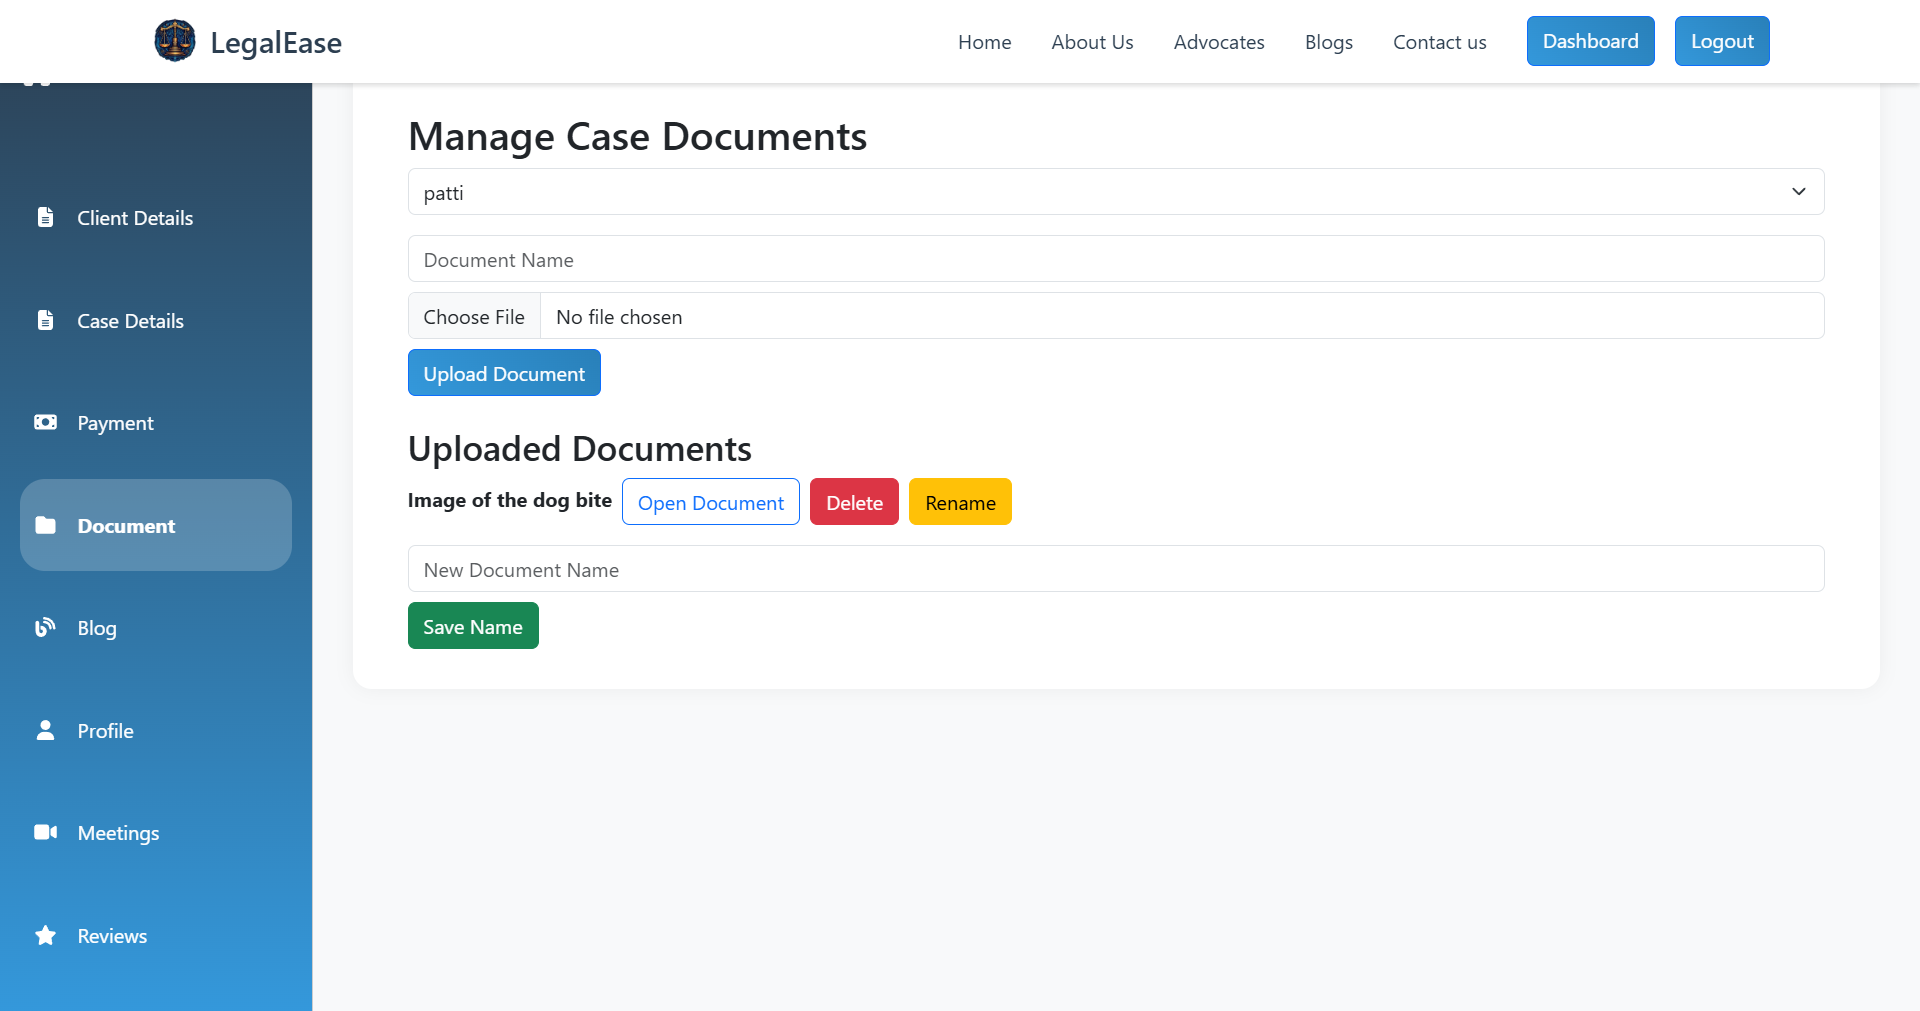 LegalEase
Home About Us Advocates Blogs Contact us Dashboard Logout
Client Details
Case Details
Payment
Document
Blog
Profile
Meetings
Reviews
Manage Case Documents
patti
Document Name
Choose File No file chosen
Upload Document
Uploaded Documents
Image of the dog bite Open Document Delete Rename
New Document Name
Save Name